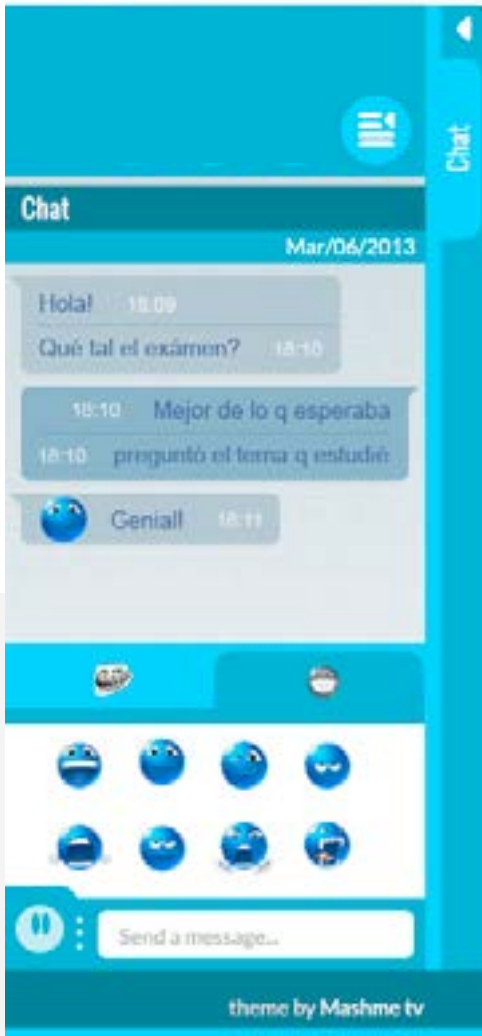 Chat
Chat
Mar/06/2013
Hola! 18:09
Qué tal el exámen? 18:10
18:10 Mejor de lo q esperaba
18:10 preguntó el tema q estudié
Genial! 18:11
Send a message...
theme by Mashme tv